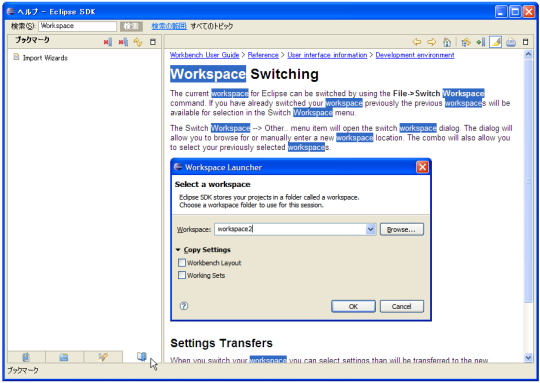 ヘルプ - Eclipse SDK
検索(S): Workspace 検索 検索の範囲: すべてのトピック
ブックマーク
Import Wizards
Workbench User Guide > Reference > User interface information > Development environment
Workspace Switching
The current workspace for Eclipse can be switched by using the File->Switch Workspace
command. If you have already switched your workspace previously the previous workspaces will be
available for selection in the Switch Workspace menu.
The Switch Workspace --> Other.. menu item will open the switch workspace dialog. The dialog will
allow you to browse for or manually enter a new workspace location. The combo will also allow you
to select your previously selected workspaces.
Workspace Launcher
Select a workspace
Eclipse SDK stores your projects in a folder called a workspace.
Choose a workspace folder to use for this session.
Workspace: workspace2 Browse...
Copy Settings
Workbench Layout
Working Sets
OK Cancel
Settings Transfers
When you switch your workspace you can select settings than will be transferred to the new
ブックマーク